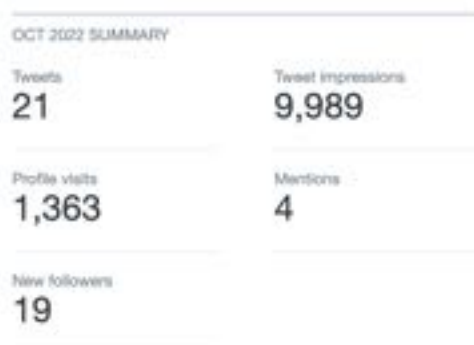 OCT 2022 SUMMARY
Tweets
21
Tweet impressions
9,989
Profile visits
1,363
Mentions
4
New followers
19